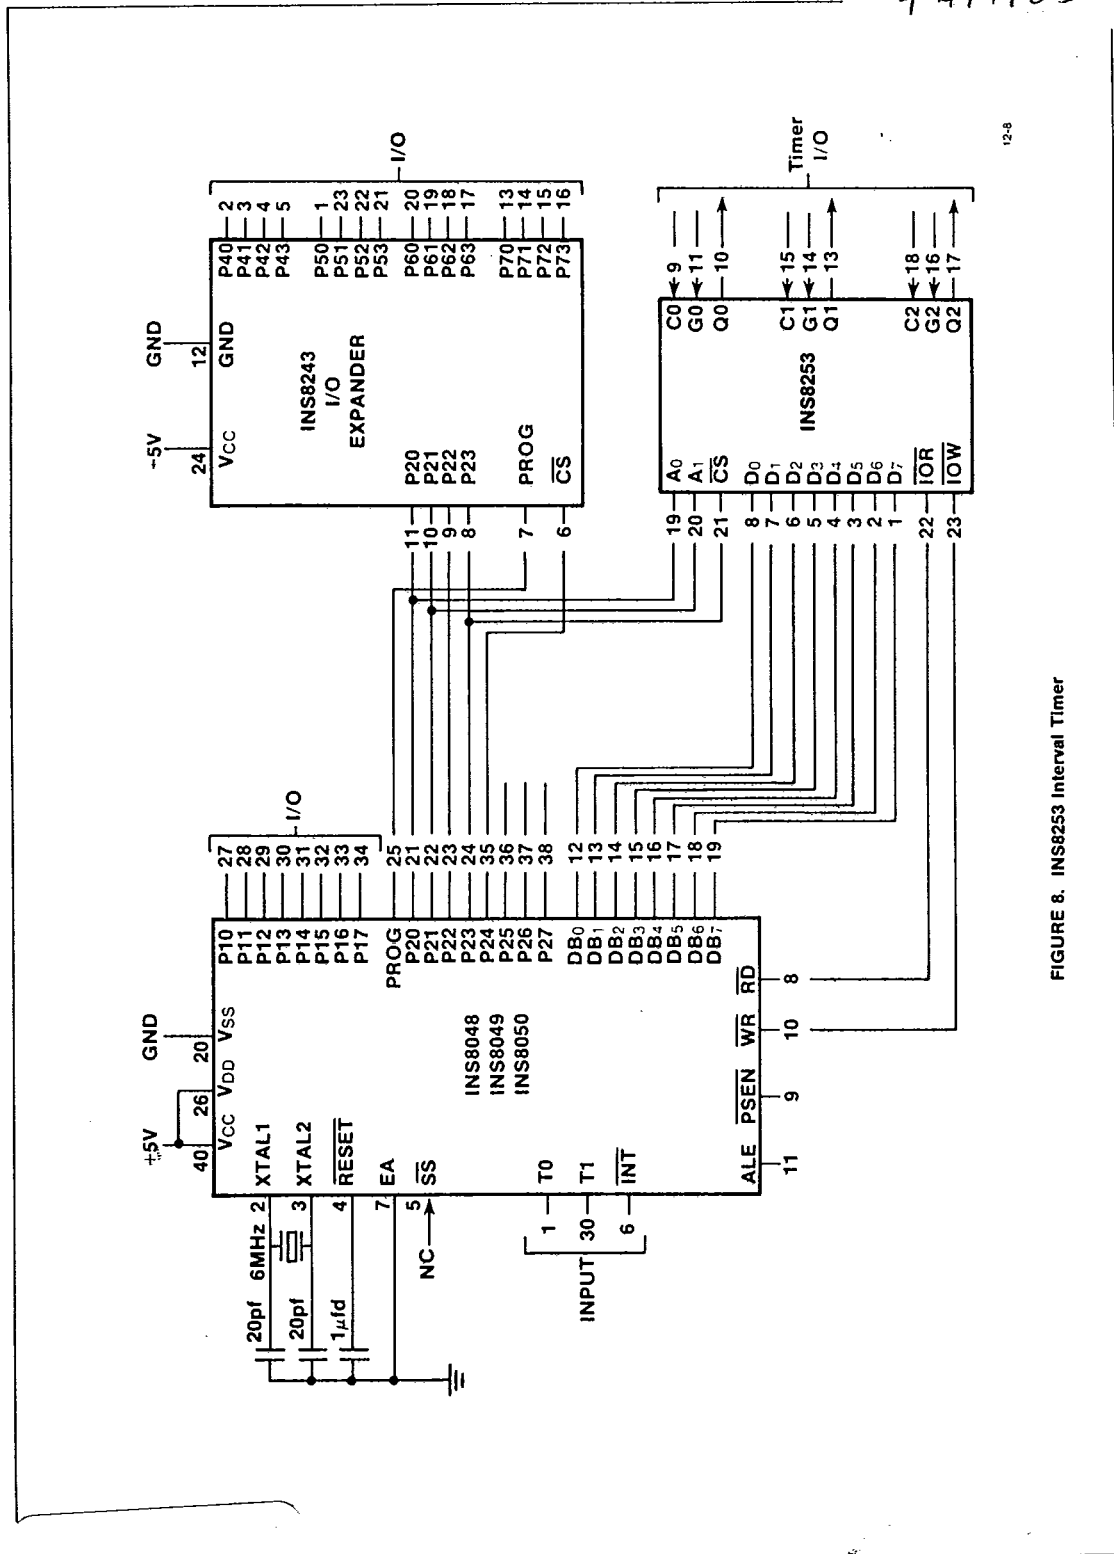 +5V
GND
40
26
20
VCC
VDD
VSS
6MHz
20pf
20pf
1µfd
2 XTAL1
3 XTAL2
4 RESET
7 EA
5 SS
NC
INPUT
1 T0
30 T1
6 INT
INS8048
INS8049
INS8050
P10 27
P11 28
P12 29
P13 30
P14 31
P15 32
P16 33
P17 34
I/O
PROG 25
P20 21
P21 22
P22 23
P23 24
P24 35
P25 36
P26 37
P27 38
DB0 12
DB1 13
DB2 14
DB3 15
DB4 16
DB5 17
DB6 18
DB7 19
ALE
PSEN
WR
RD
11
9
10
8
+5V
GND
24
12
VCC
GND
INS8243
I/O
EXPANDER
11 P20
10 P21
9 P22
8 P23
7 PROG
6 CS
P40 2
P41 3
P42 4
P43 5
P50 1
P51 23
P52 22
P53 21
P60 20
P61 19
P62 18
P63 17
P70 13
P71 14
P72 15
P73 16
I/O
19 A0
20 A1
21 CS
8 D0
7 D1
6 D2
5 D3
4 D4
3 D5
2 D6
1 D7
22 IOR
23 IOW
INS8253
C0 9
G0 11
Q0 10
C1 15
G1 14
Q1 13
C2 18
G2 16
Q2 17
Timer
I/O
12-8
FIGURE 8. INS8253 Interval Timer